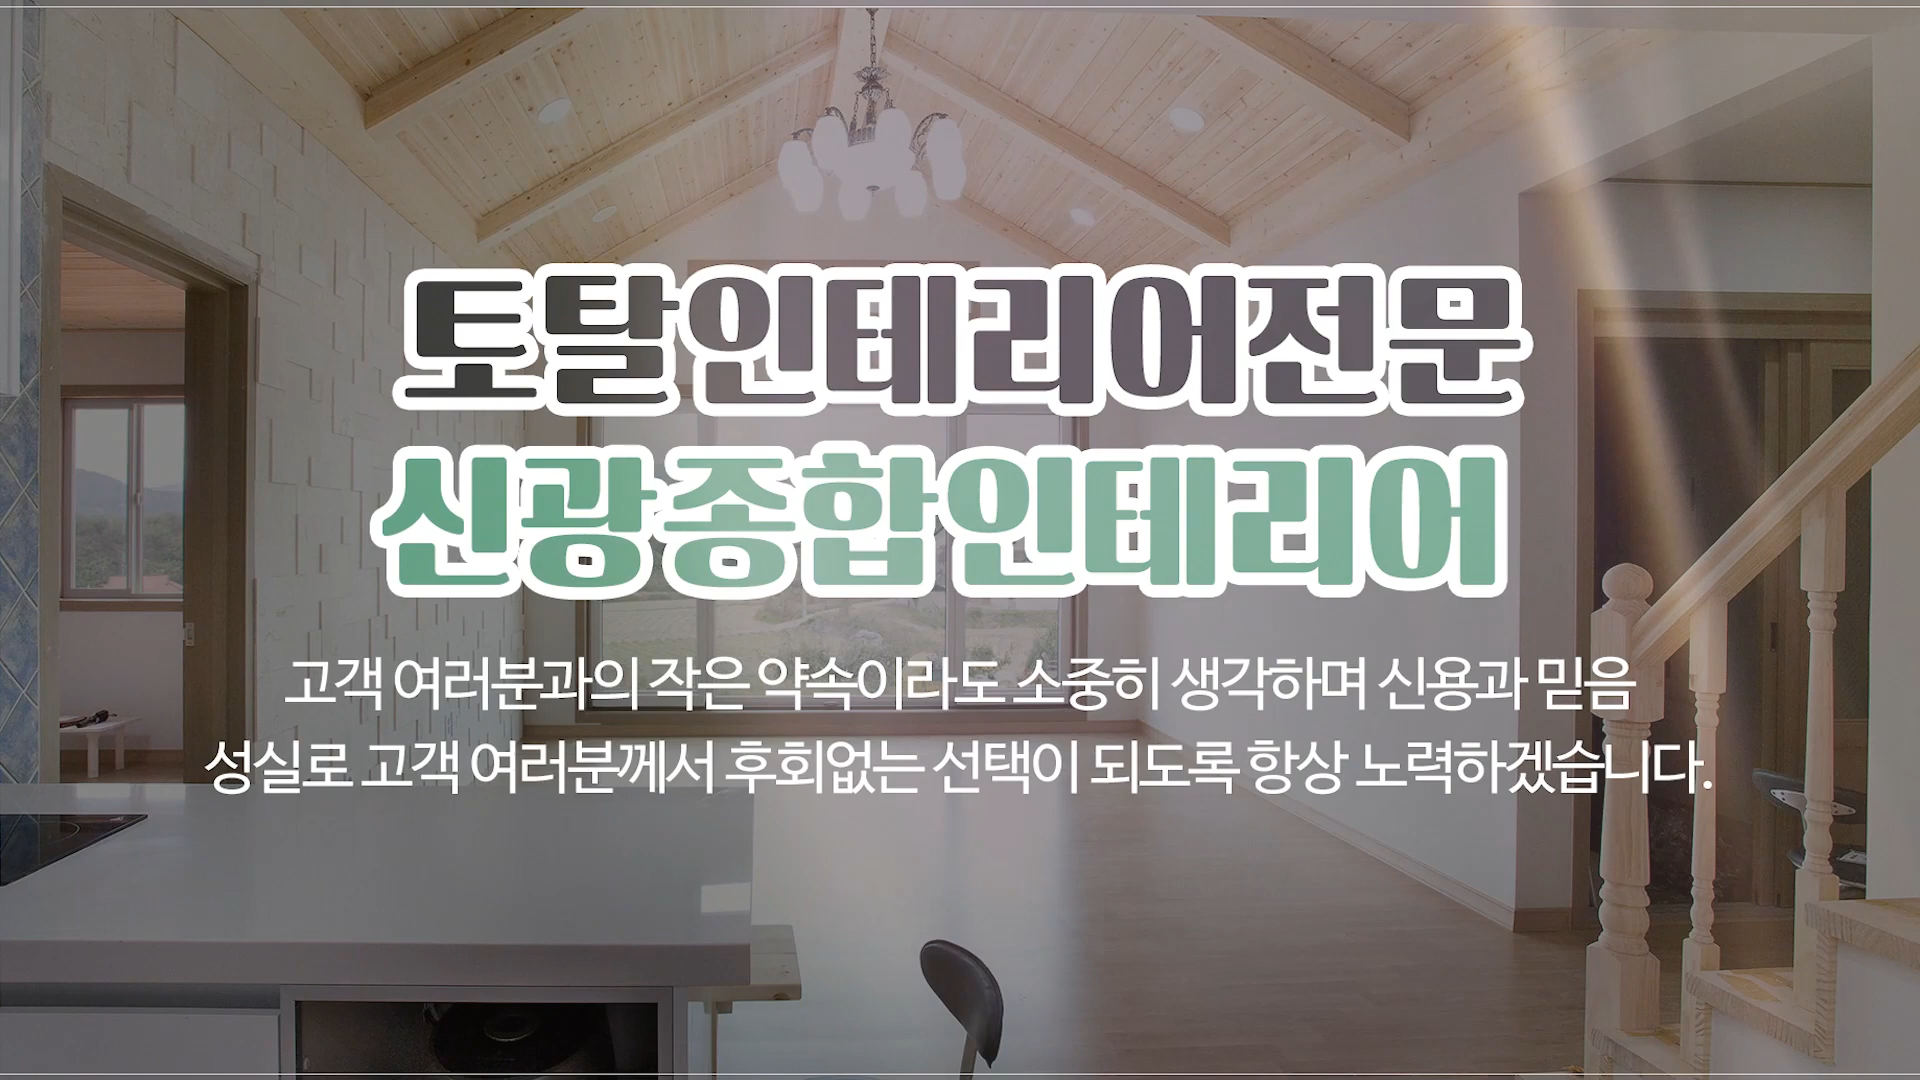 토탈인테리어전문
신광종합인테리어
고객 여러분과의 작은 약속이라도 소중히 생각하며 신용과 믿음
성실로 고객 여러분께서 후회없는 선택이 되도록 항상 노력하겠습니다.